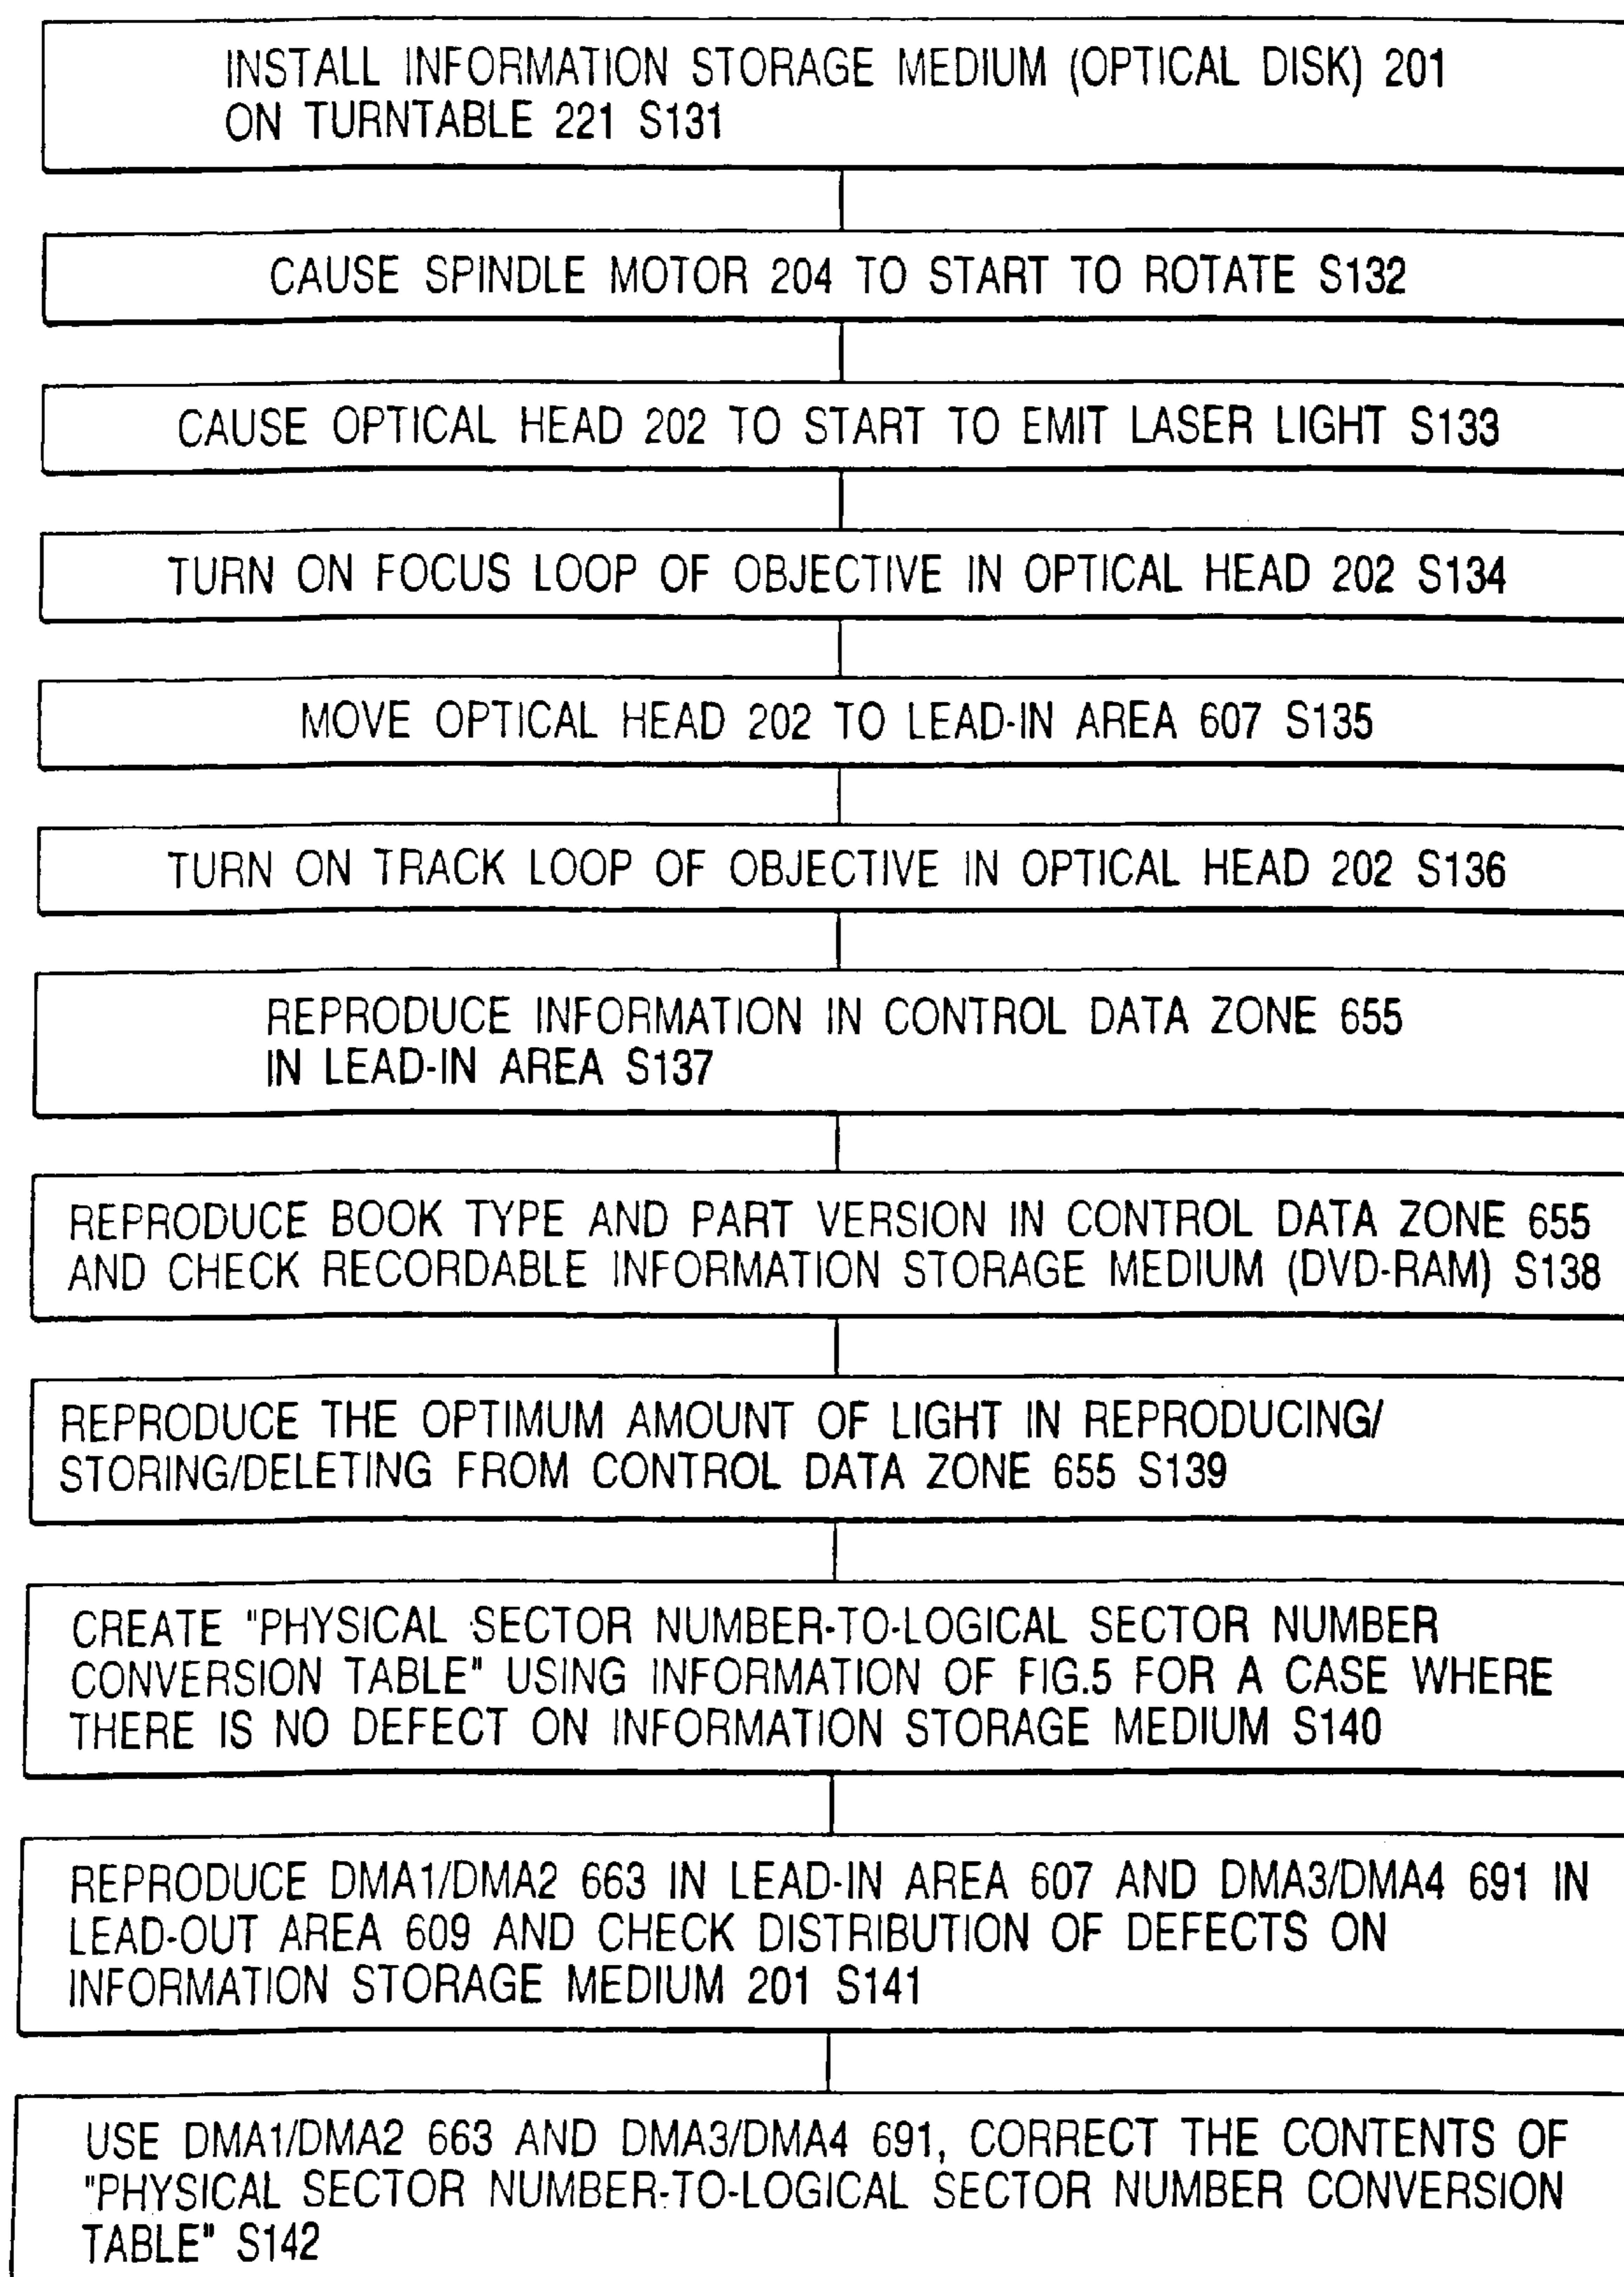 INSTALL INFORMATION STORAGE MEDIUM (OPTICAL DISK) 201
ON TURNTABLE 221 S131
CAUSE SPINDLE MOTOR 204 TO START TO ROTATE S132
CAUSE OPTICAL HEAD 202 TO START TO EMIT LASER LIGHT S133
TURN ON FOCUS LOOP OF OBJECTIVE IN OPTICAL HEAD 202 S134
MOVE OPTICAL HEAD 202 TO LEAD-IN AREA 607 S135
TURN ON TRACK LOOP OF OBJECTIVE IN OPTICAL HEAD 202 S136
REPRODUCE INFORMATION IN CONTROL DATA ZONE 655
IN LEAD-IN AREA S137
REPRODUCE BOOK TYPE AND PART VERSION IN CONTROL DATA ZONE 655
AND CHECK RECORDABLE INFORMATION STORAGE MEDIUM (DVD-RAM) S138
REPRODUCE THE OPTIMUM AMOUNT OF LIGHT IN REPRODUCING/
STORING/DELETING FROM CONTROL DATA ZONE 655 S139
CREATE "PHYSICAL SECTOR NUMBER-TO-LOGICAL SECTOR NUMBER
CONVERSION TABLE" USING INFORMATION OF FIG.5 FOR A CASE WHERE
THERE IS NO DEFECT ON INFORMATION STORAGE MEDIUM S140
REPRODUCE DMA1/DMA2 663 IN LEAD-IN AREA 607 AND DMA3/DMA4 691 IN
LEAD-OUT AREA 609 AND CHECK DISTRIBUTION OF DEFECTS ON
INFORMATION STORAGE MEDIUM 201 S141
USE DMA1/DMA2 663 AND DMA3/DMA4 691, CORRECT THE CONTENTS OF
"PHYSICAL SECTOR NUMBER-TO-LOGICAL SECTOR NUMBER CONVERSION
TABLE" S142